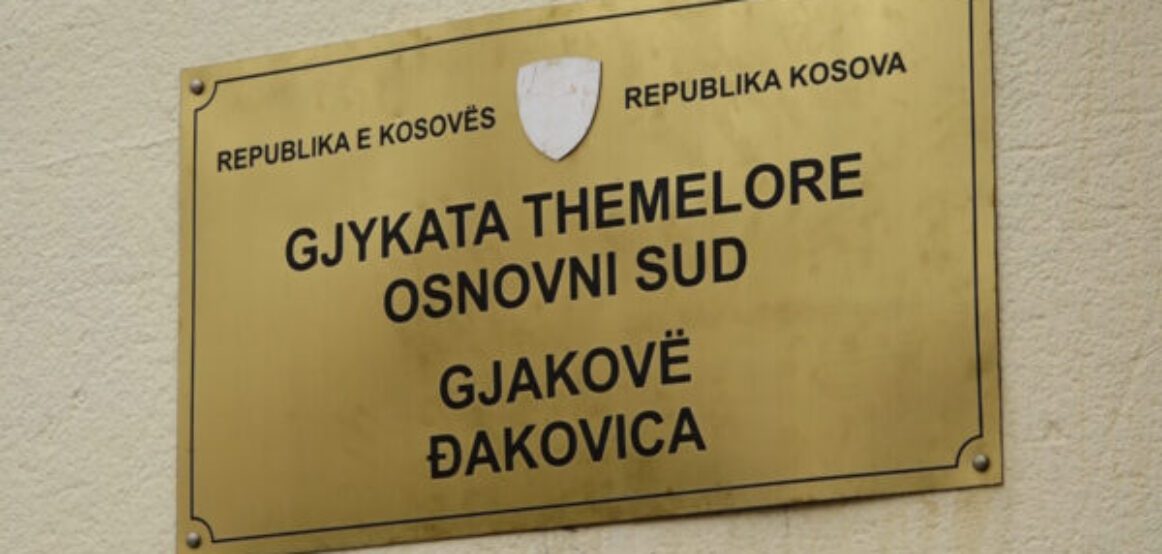 REPUBLIKA E KOSOVËS
REPUBLIKA KOSOVA
GJYKATA THEMELORE
OSNOVNI SUD
GJAKOVË
ĐAKOVICA